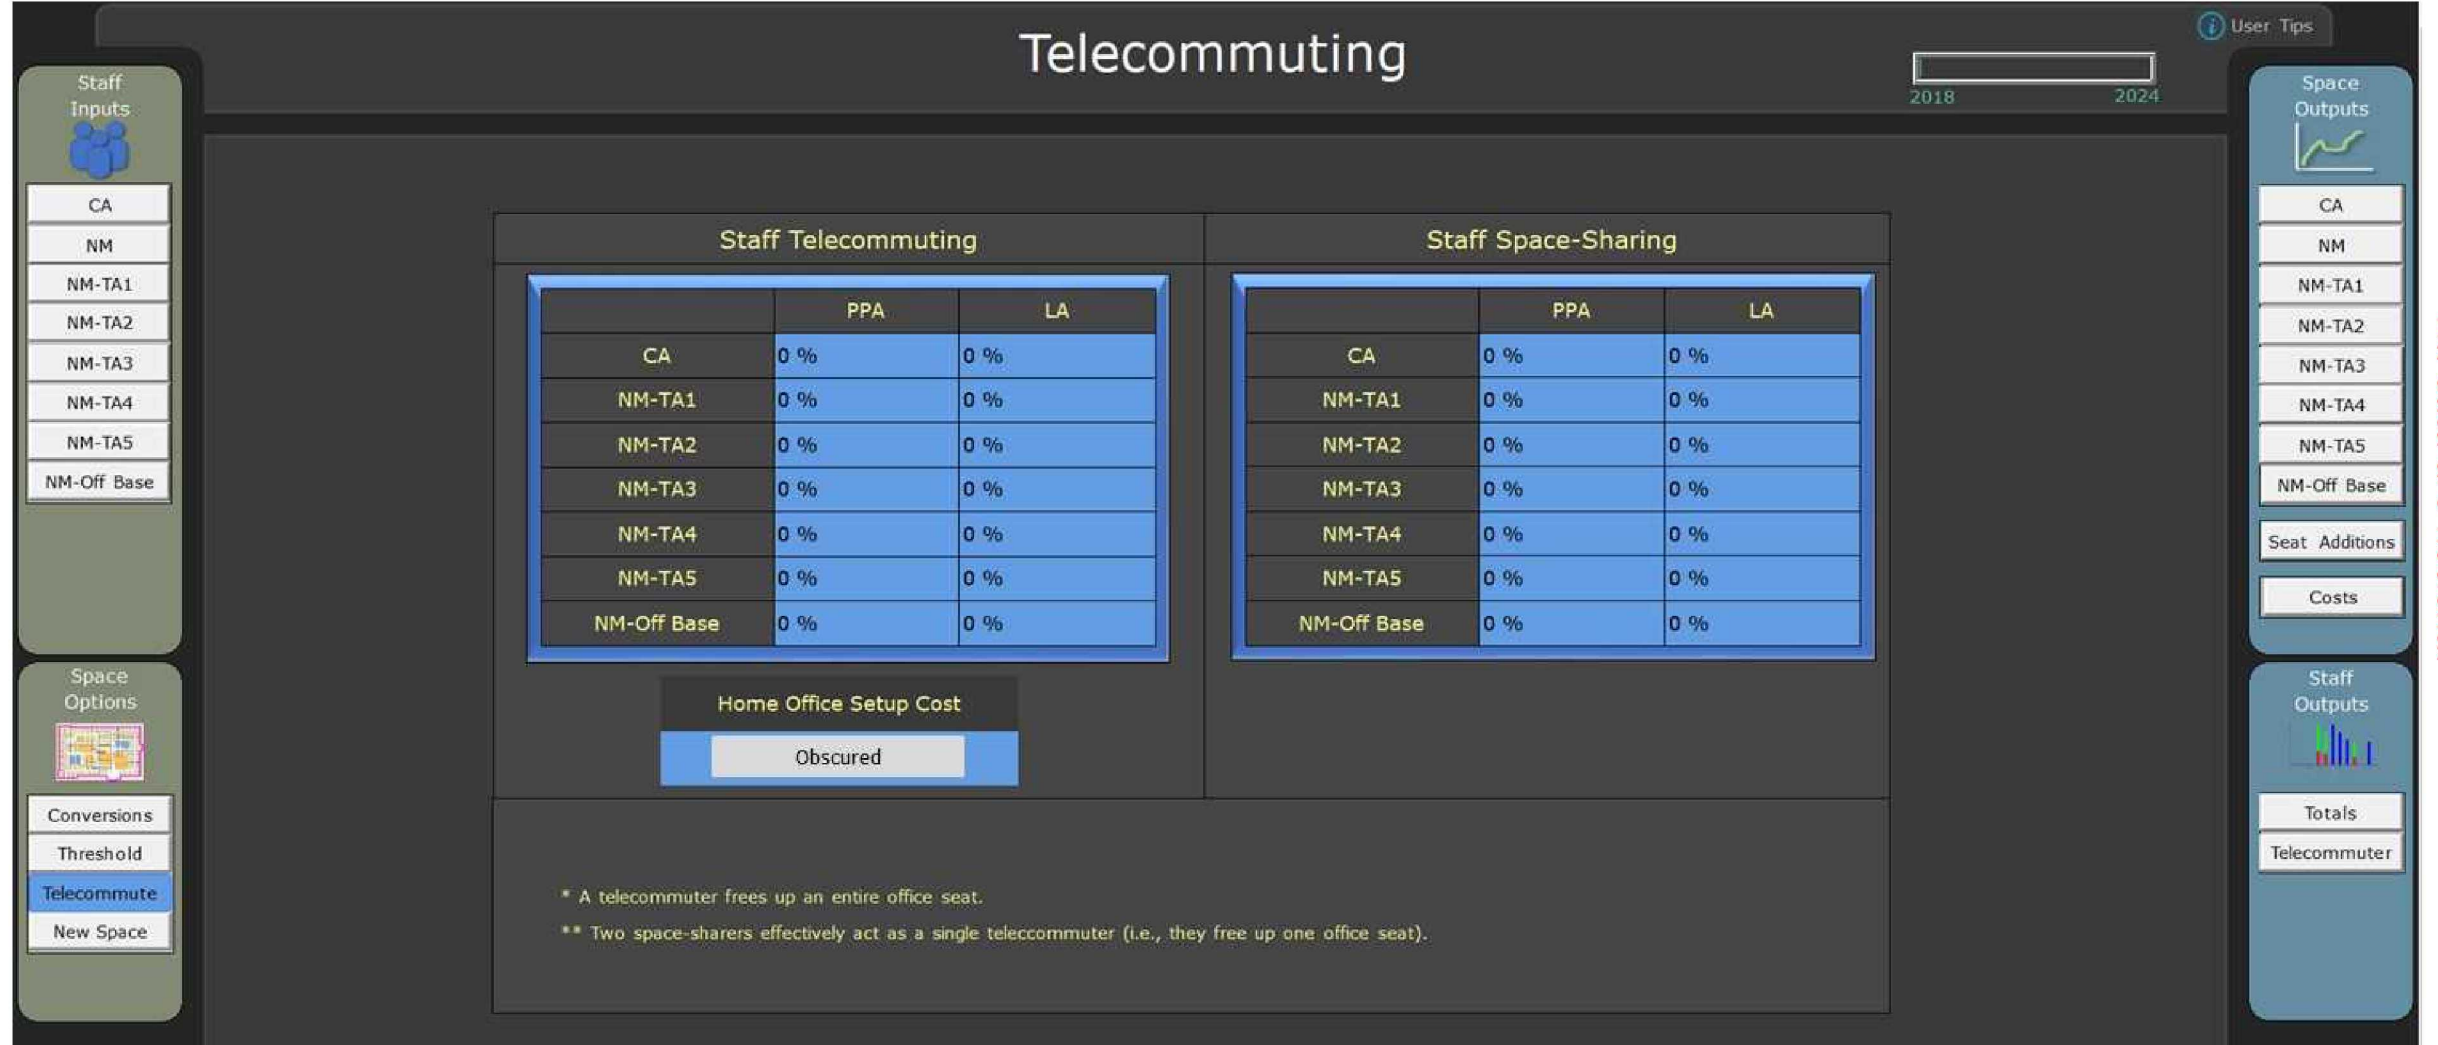 Telecommuting
User Tips
2018 2024
Staff
Inputs
CA
NM
NM-TA1
NM-TA2
NM-TA3
NM-TA4
NM-TA5
NM-Off Base
Space
Options
Conversions
Threshold
Telecommute
New Space
Staff Telecommuting
PPA LA
CA 0 % 0 %
NM-TA1 0 % 0 %
NM-TA2 0 % 0 %
NM-TA3 0 % 0 %
NM-TA4 0 % 0 %
NM-TA5 0 % 0 %
NM-Off Base 0 % 0 %
Home Office Setup Cost
Obscured
Staff Space-Sharing
PPA LA
CA 0 % 0 %
NM-TA1 0 % 0 %
NM-TA2 0 % 0 %
NM-TA3 0 % 0 %
NM-TA4 0 % 0 %
NM-TA5 0 % 0 %
NM-Off Base 0 % 0 %
* A telecommuter frees up an entire office seat.
** Two space-sharers effectively act as a single teleccommuter (i.e., they free up one office seat).
Space
Outputs
CA
NM
NM-TA1
NM-TA2
NM-TA3
NM-TA4
NM-TA5
NM-Off Base
Seat Additions
Costs
Staff
Outputs
Totals
Telecommuter